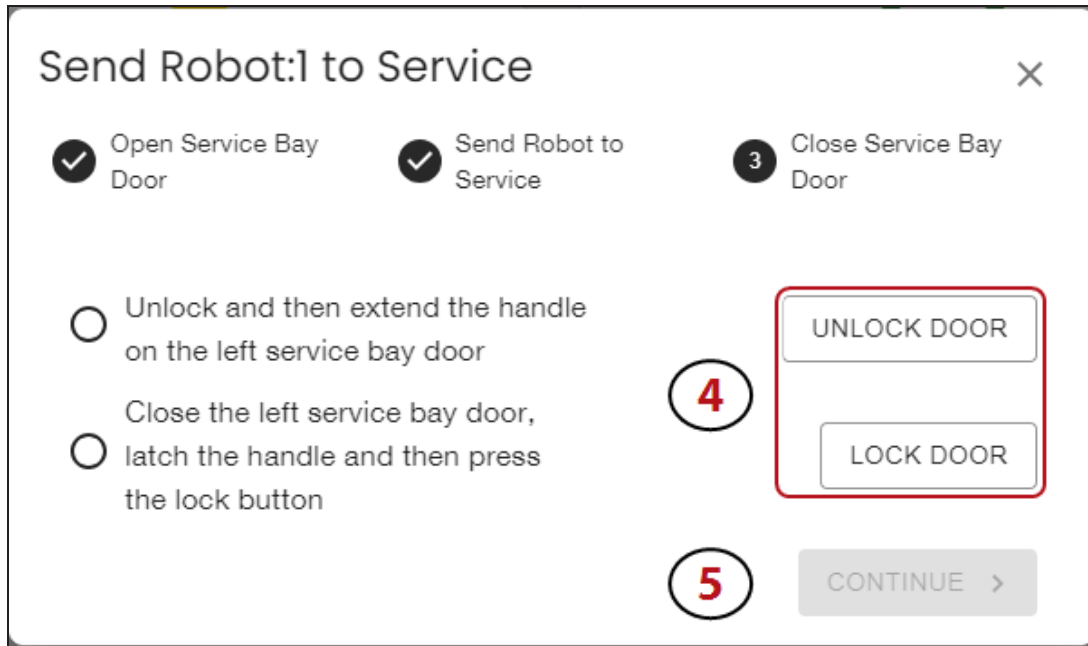 Send Robot:1 to Service
Open Service Bay
Door
Send Robot to
Service
3
Close Service Bay
Door
Unlock and then extend the handle
on the left service bay door
UNLOCK DOOR
4
Close the left service bay door,
latch the handle and then press
the lock button
LOCK DOOR
5
CONTINUE